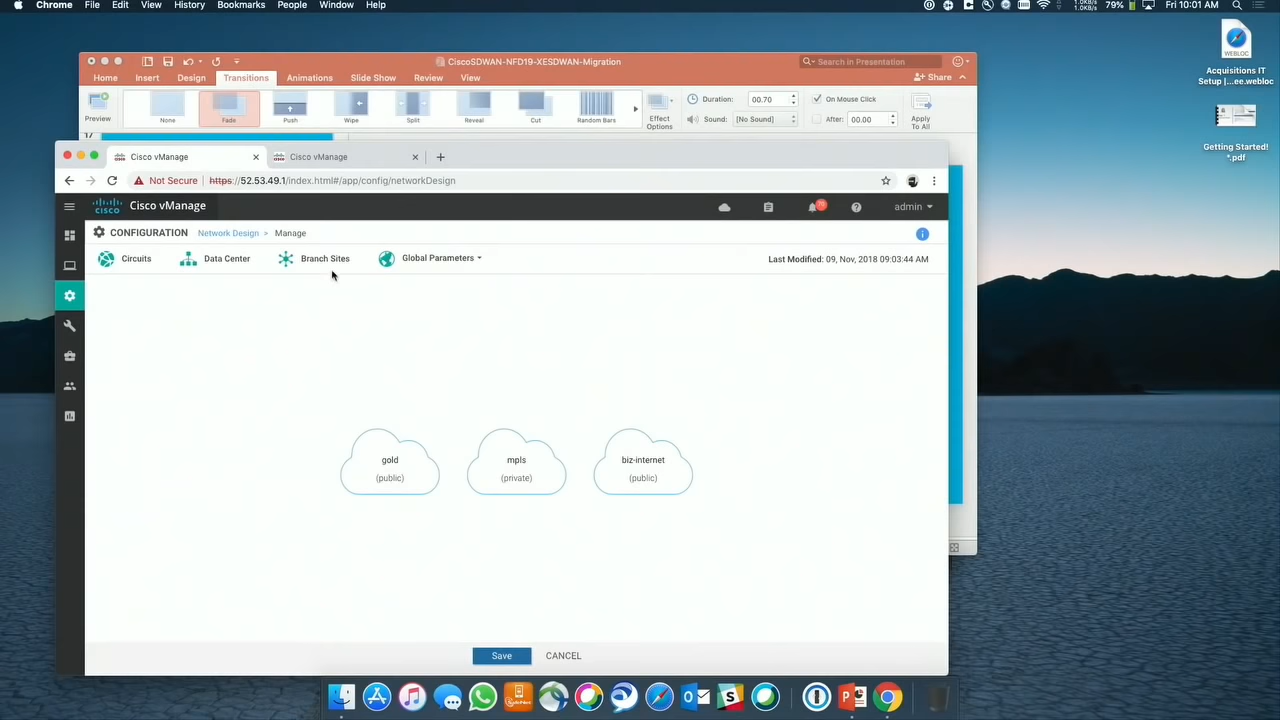 Chrome File Edit View History Bookmarks People Window Help 1.0KB/s 1.0KB/s 79% Fri 10:01 AM
WEBLOC
Acquisitions IT
Setup |...ee.webloc
Getting Started!
*.pdf
CiscoSDWAN-NFD19-XESDWAN-Migration
Search in Presentation
Home Insert Design Transitions Animations Slide Show Review View Share
Preview None Fade Push Wipe Split Reveal Cut Random Bars Effect Options Duration: 00.70 On Mouse Click Apply To All
Sound: [No Sound] After: 00.00
Cisco vManage Cisco vManage
Not Secure https://52.53.49.1/index.html#/app/config/networkDesign
CISCO Cisco vManage admin
CONFIGURATION Network Design > Manage
Circuits Data Center Branch Sites Global Parameters Last Modified: 09, Nov, 2018 09:03:44 AM
gold mpls biz-internet
(public) (private) (public)
Save CANCEL